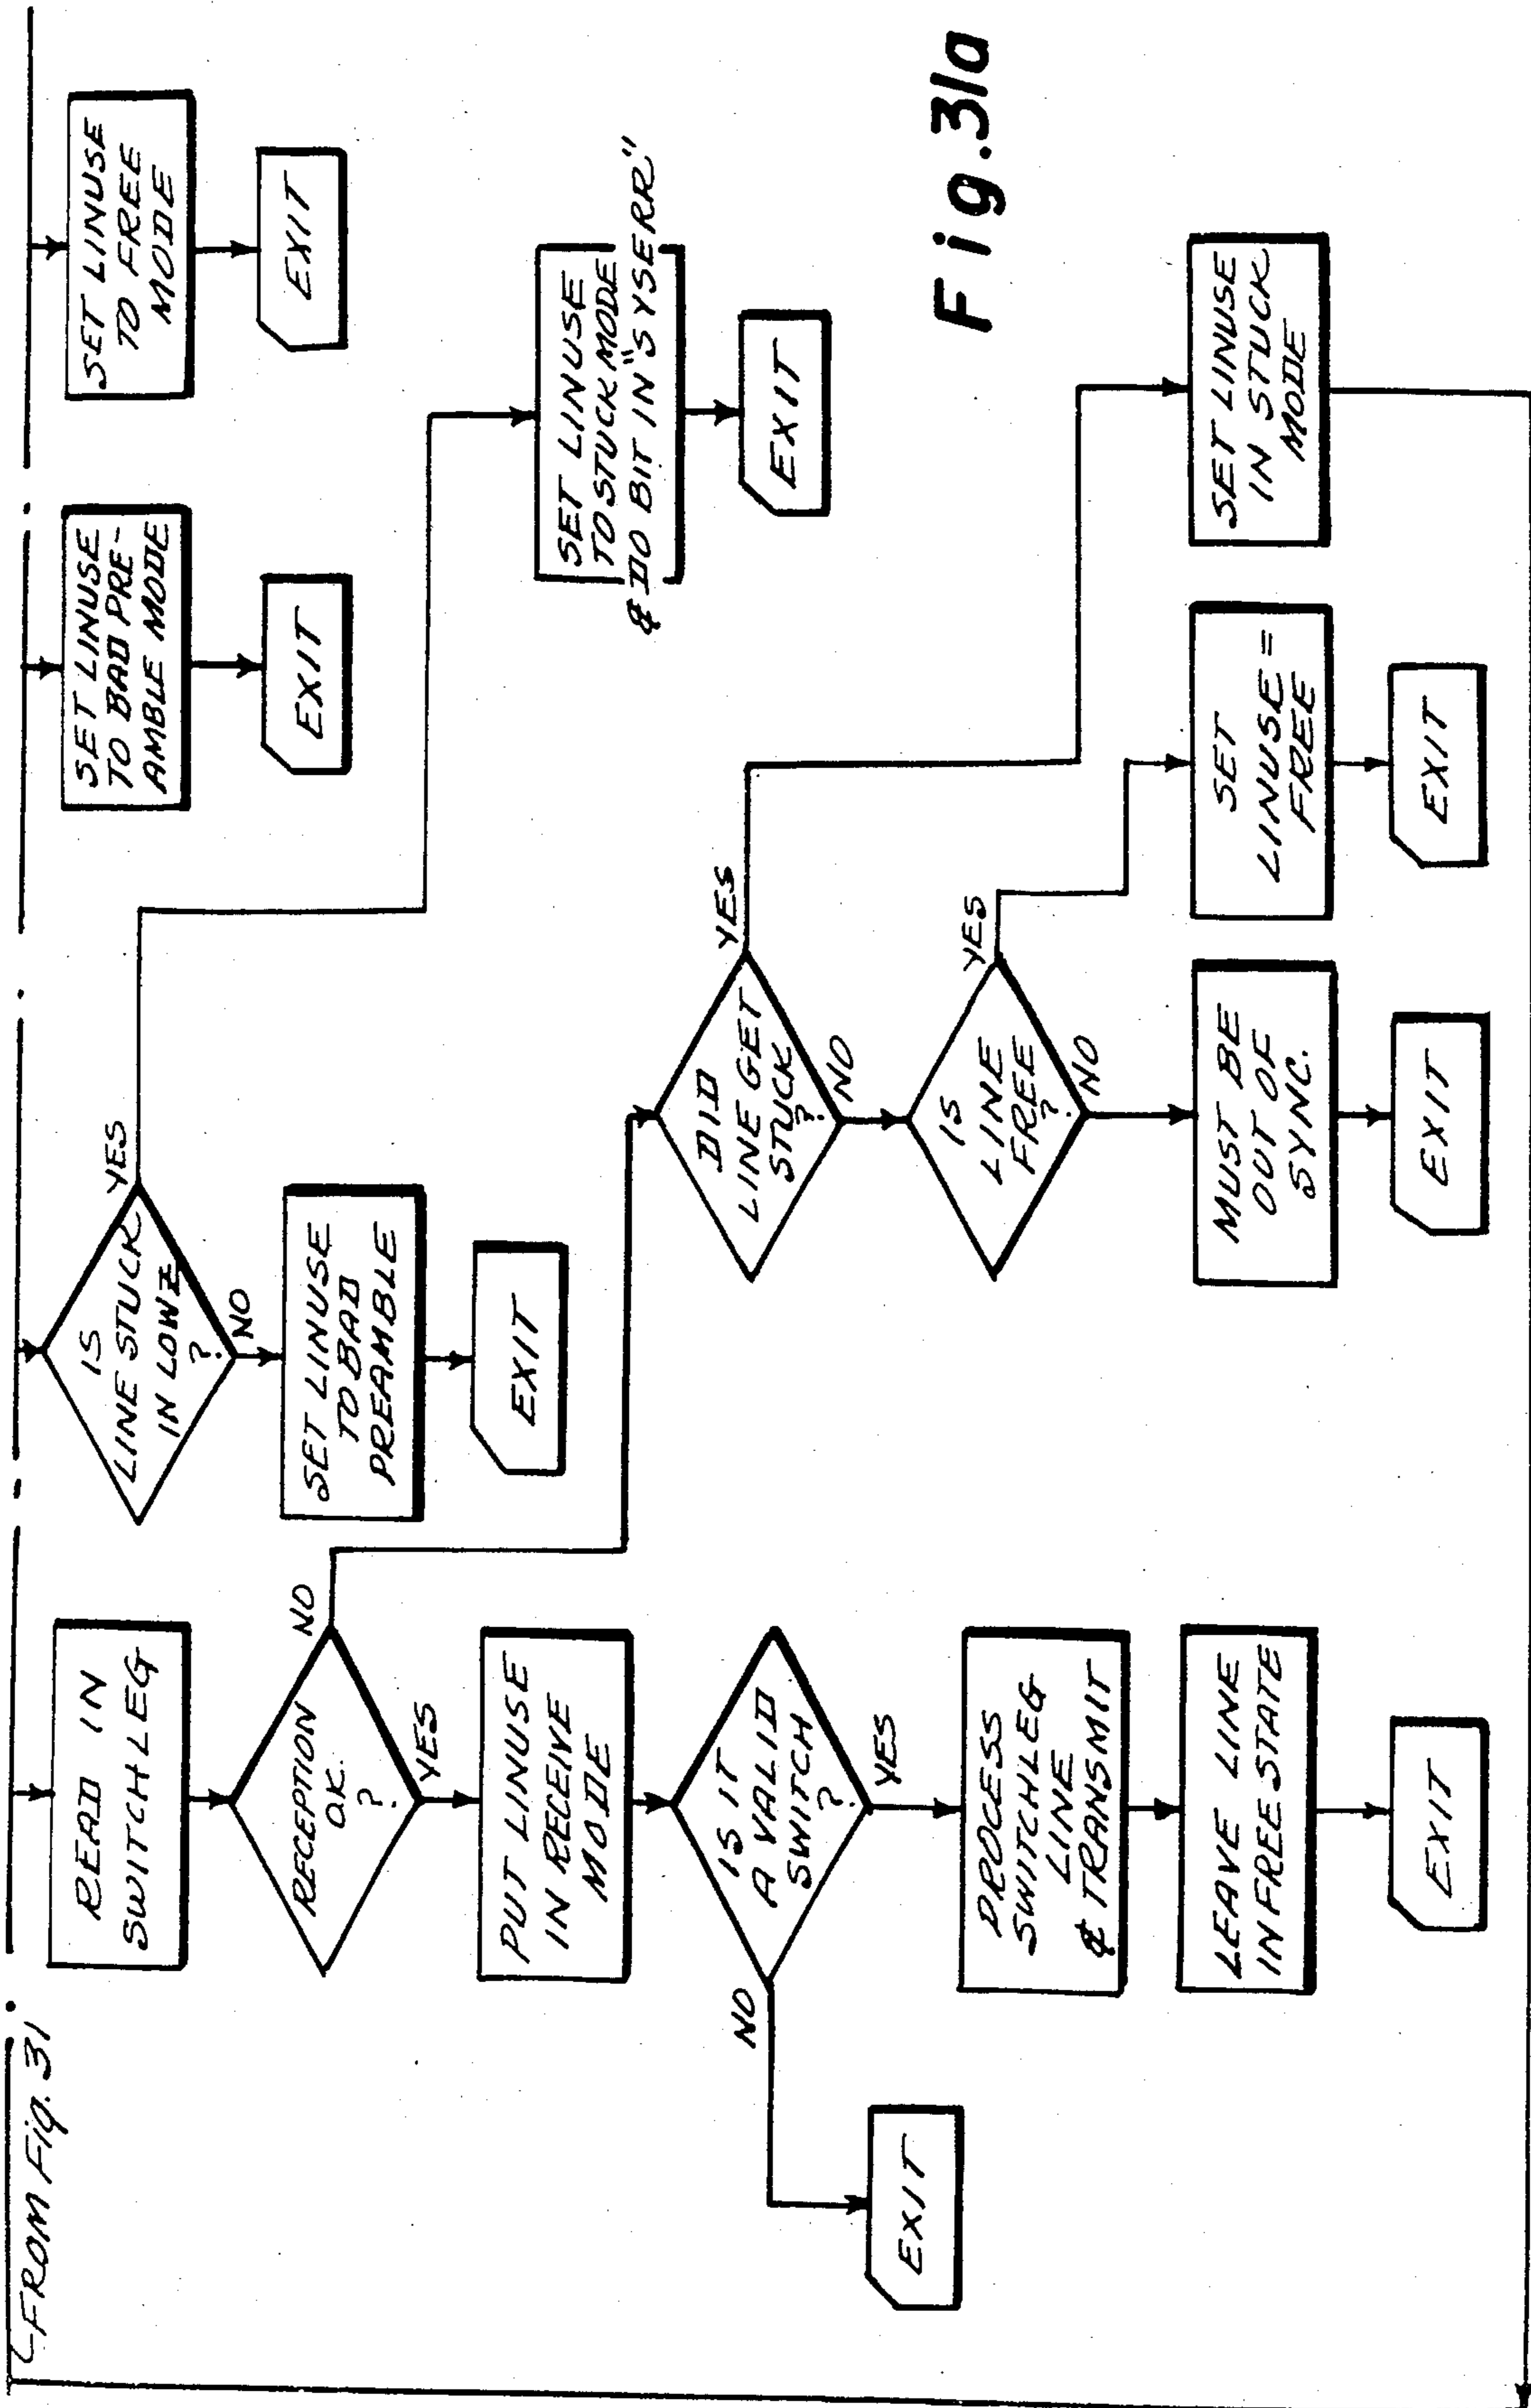 FROM Fig. 31
READ IN
SWITCHLEG
RECEPTION
O.K.
?
NO
YES
PUT LINUSE
IN RECEIVE
MODE
IS IT
A VALID
SWITCH
?
NO
YES
EXIT
PROCESS
SWITCHLEG
LINE
& TRANSMIT
LEAVE LINE
IN FREE STATE
EXIT
IS
LINE STUCK
IN LOW Z
?
YES
NO
SET LINUSE
TO BAD
PREAMBLE
EXIT
SET LINUSE
TO BAD PRE-
AMBLE MODE
EXIT
SET LINUSE
TO FREE
MODE
EXIT
SET LINUSE
TO STUCK MODE
& DO BIT IN "SYSERR"
EXIT
DID
LINE GET
STUCK
?
YES
NO
IS
LINE
FREE
?
YES
NO
MUST BE
OUT OF
SYNC.
EXIT
SET
LINUSE =
FREE
EXIT
SET LINUSE
IN STUCK
MODE
Fig. 31a